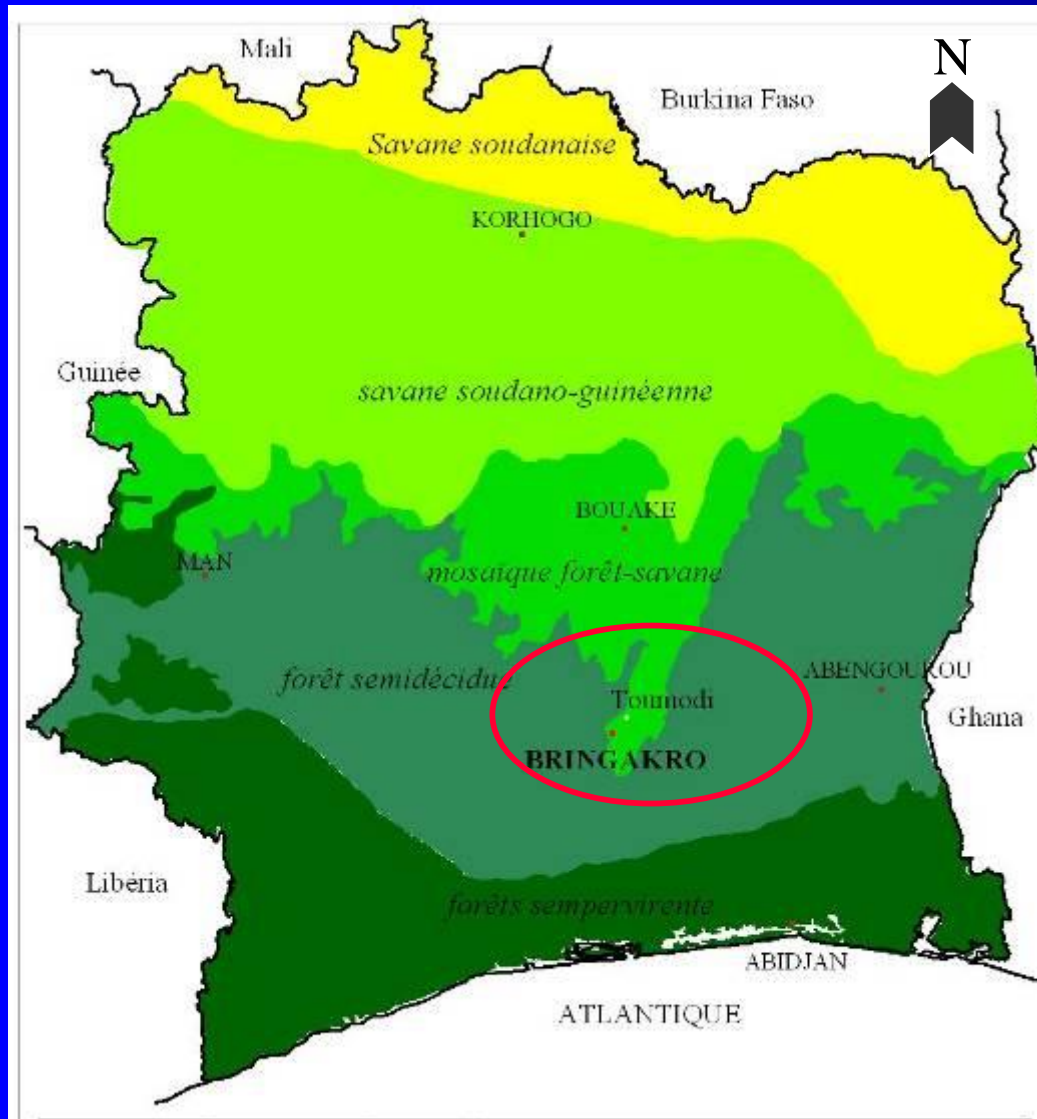 Mali
N
Burkina Faso
Savane soudanaise
KORHOGO
Guinée
savane soudano-guinéenne
BOUAKE
MAN
mosaïque forêt-savane
forêt semidécidue
ABENGOUROU
Toumodi
Ghana
BRINGAKRO
Libéria
forêts sempervirente
ABIDJAN
ATLANTIQUE